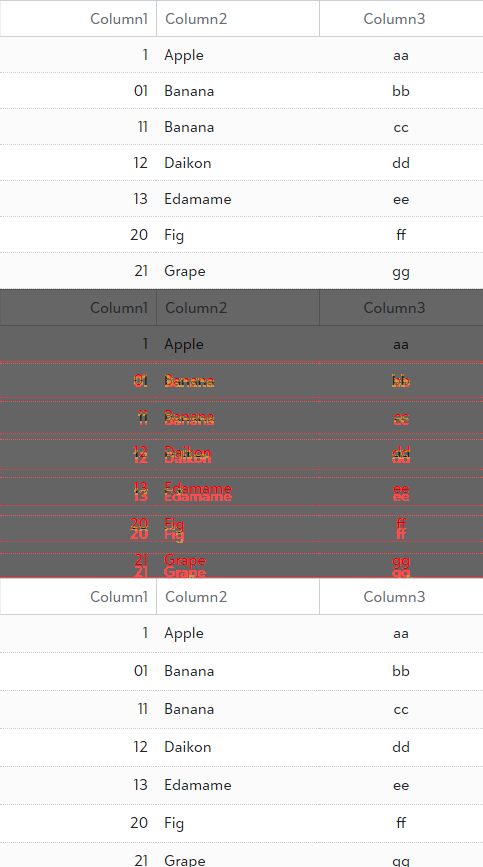 Column1 Column2 Column3
1 Apple aa
01 Banana bb
11 Banana cc
12 Daikon dd
13 Edamame ee
20 Fig ff
21 Grape gg
Column1 Column2 Column3
1 Apple aa
01 Banana bb
11 Banana cc
12 Daikon dd
13 Edamame ee
20 Fig ff
21 Grape gg
Column1 Column2 Column3
1 Apple aa
01 Banana bb
11 Banana cc
12 Daikon dd
13 Edamame ee
20 Fig ff
21 Grape gg